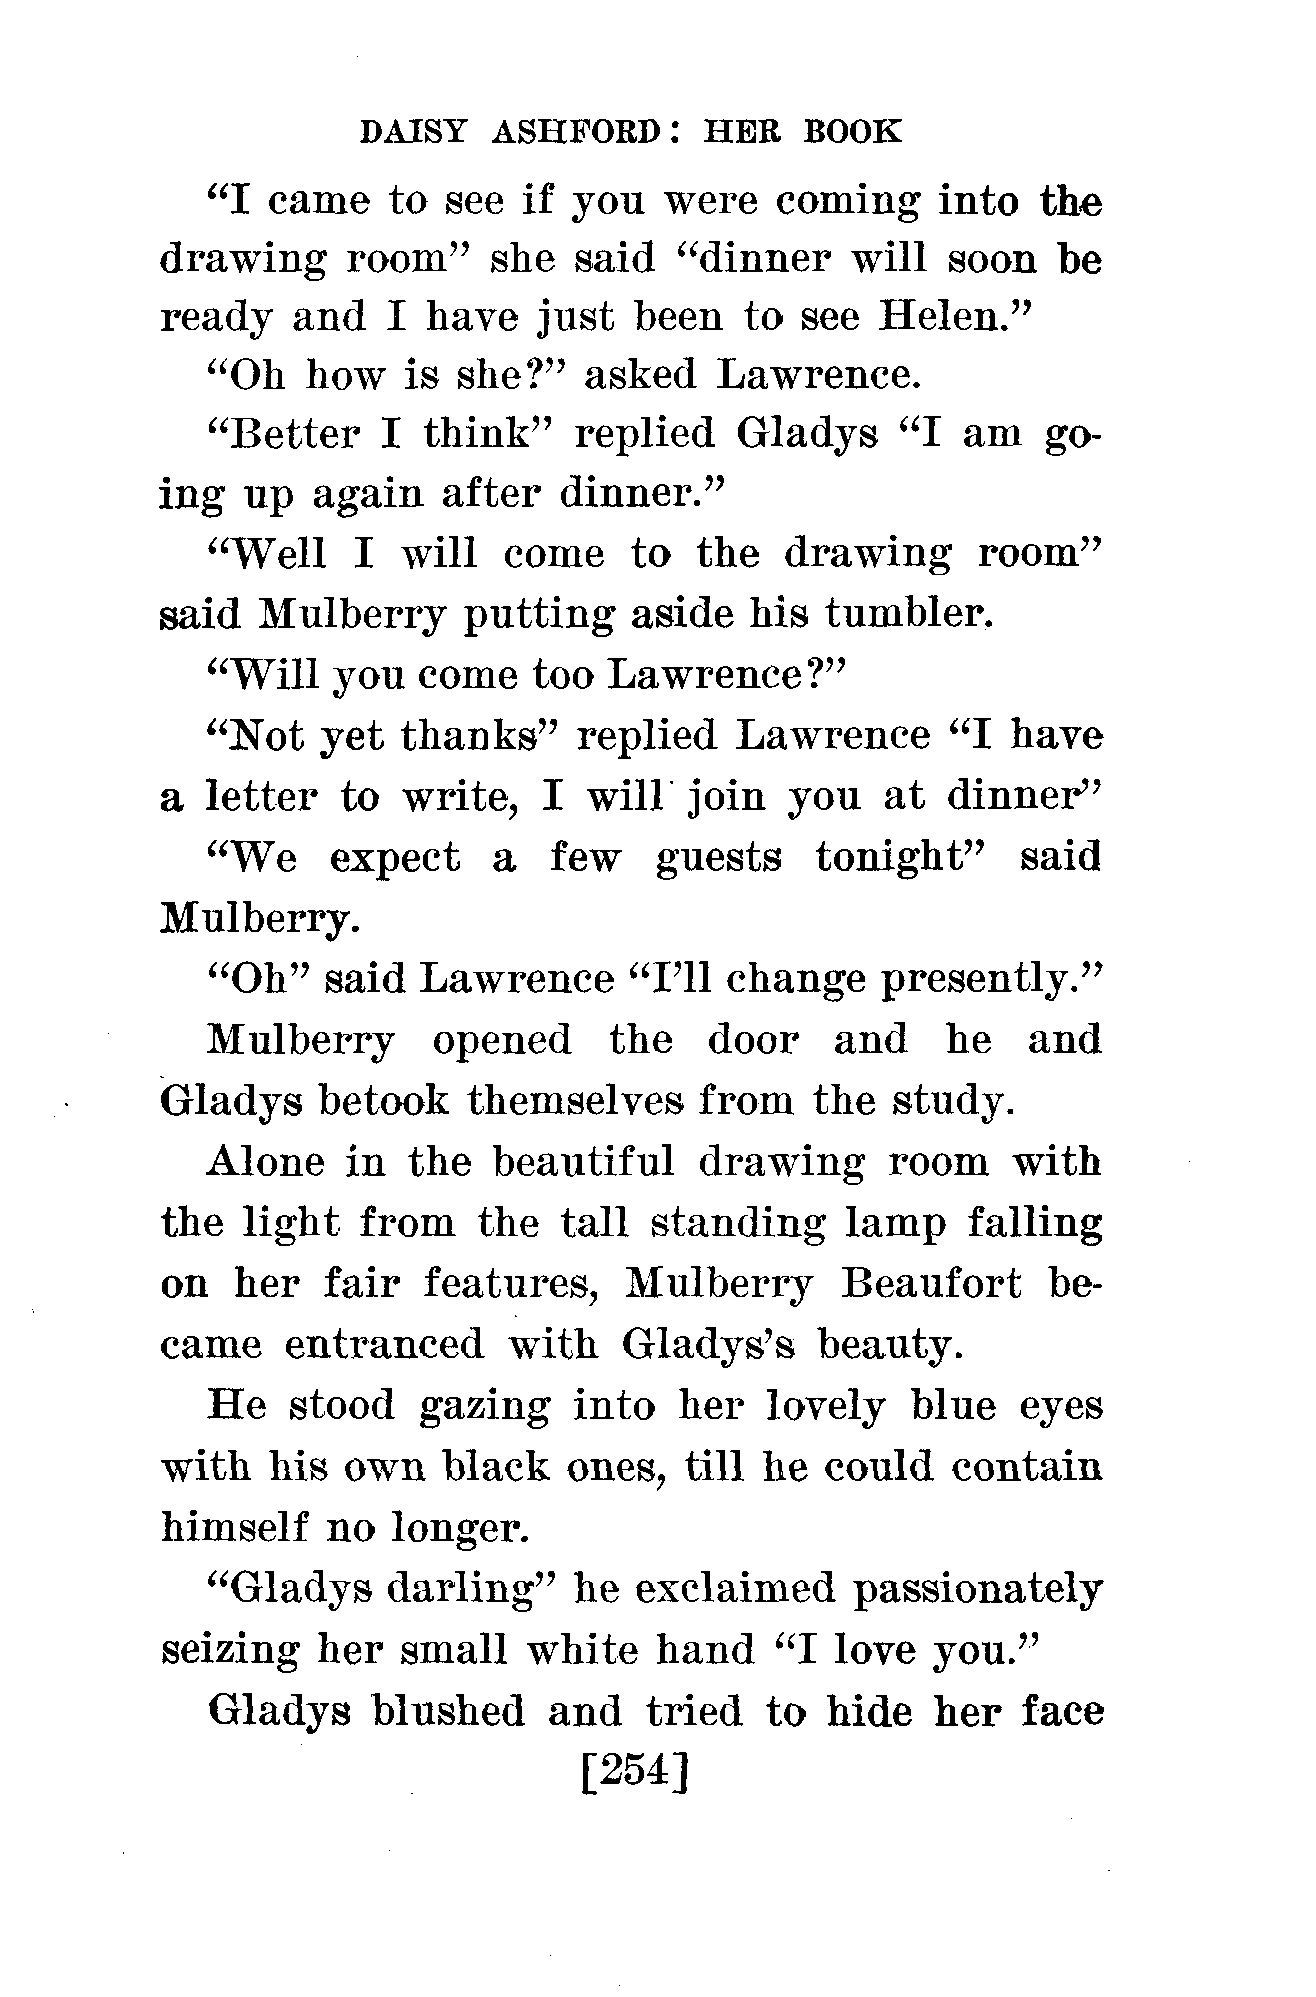 DAISY ASHFORD: HER BOOK
“I came to see if you were coming into the
drawing room” she said “dinner will soon be
ready and I have just been to see Helen.”
“Oh how is she?” asked Lawrence.
“Better I think” replied Gladys “I am go-
ing up again after dinner.”
“Well I will come to the drawing room”
said Mulberry putting aside his tumbler.
“Will you come too Lawrence?”
“Not yet thanks” replied Lawrence “I have
a letter to write, I will join you at dinner”
“We expect a few guests tonight” said
Mulberry.
“Oh” said Lawrence “I’ll change presently.”
Mulberry opened the door and he and
Gladys betook themselves from the study.
Alone in the beautiful drawing room with
the light from the tall standing lamp falling
on her fair features, Mulberry Beaufort be-
came entranced with Gladys’s beauty.
He stood gazing into her lovely blue eyes
with his own black ones, till he could contain
himself no longer.
“Gladys darling” he exclaimed passionately
seizing her small white hand “I love you.”
Gladys blushed and tried to hide her face
[254]